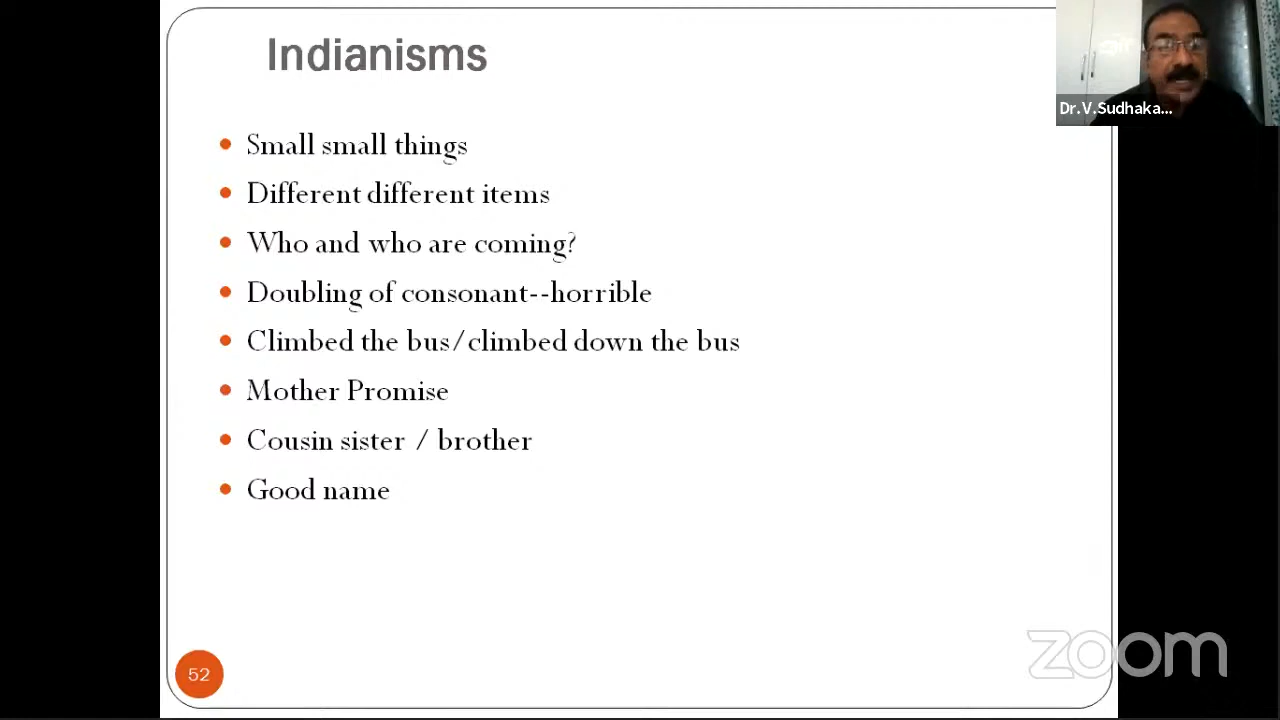 Indianisms
Dr.V.Sudhaka...
Small small things
Different different items
Who and who are coming?
Doubling of consonant--horrible
Climbed the bus/climbed down the bus
Mother Promise
Cousin sister / brother
Good name
52
zoom